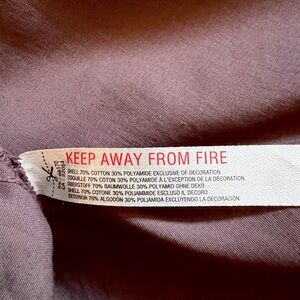 KEEP AWAY FROM FIRE
SHELL 70% COTTON 30% POLYAMIDE EXCLUSIVE OF DECORATION
COQUILLE 70% COTON 30% POLYAMIDE À L'EXCEPTION DE LA DÉCORATION
OBERSTOFF 70% BAUMWOLLE 30% POLYAMID OHNE DEKO
SHELL 70% COTONE 30% POLIAMMIDE ESCLUSO IL DECORO
EXTERIOR 70% ALGODÓN 30% POLIAMIDA EXCLUYENDO LA DECORACIÓN